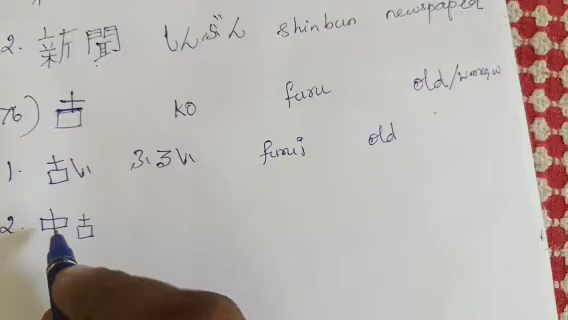 2. 新聞 しんぶん shinbun newspaper
76) 古 ko furu old/
1. 古い ふるい furui old
2. 中古